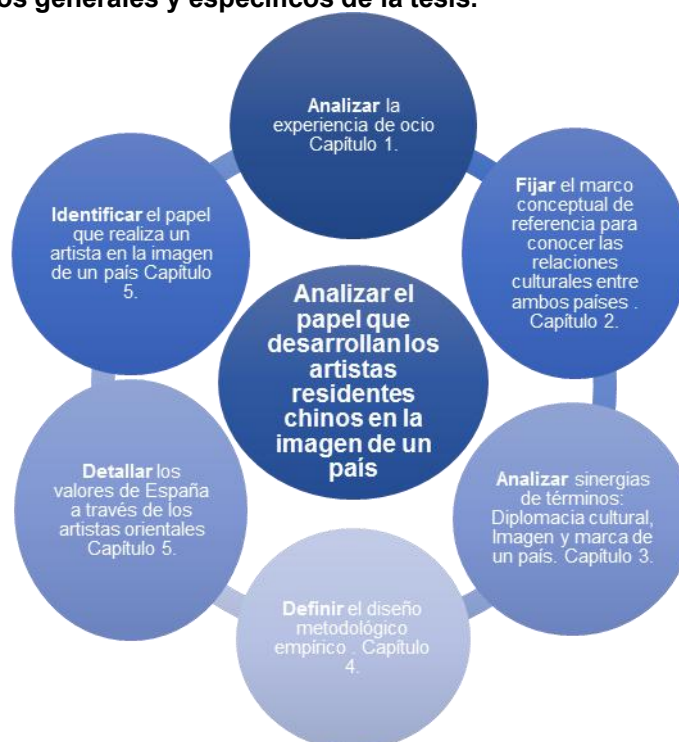 os generales y específicos de la tesis.
Analizar la
experiencia de ocio
Capítulo 1.
Fijar el marco
conceptual de
referencia para
conocer las
relaciones
culturales entre
ambos países .
Capítulo 2.
Analizar sinergias
de términos:
Diplomacia cultural,
Imagen y marca de
un país. Capítulo 3.
Definir el diseño
metodológico
empírico . Capítulo
4.
Detallar los
valores de España
a través de los
artistas orientales
Capítulo 5.
Identificar el papel
que realiza un
artista en la imagen
de un país Capítulo
5.
Analizar el
papel que
desarrollan los
artistas
residentes
chinos en la
imagen de un
país